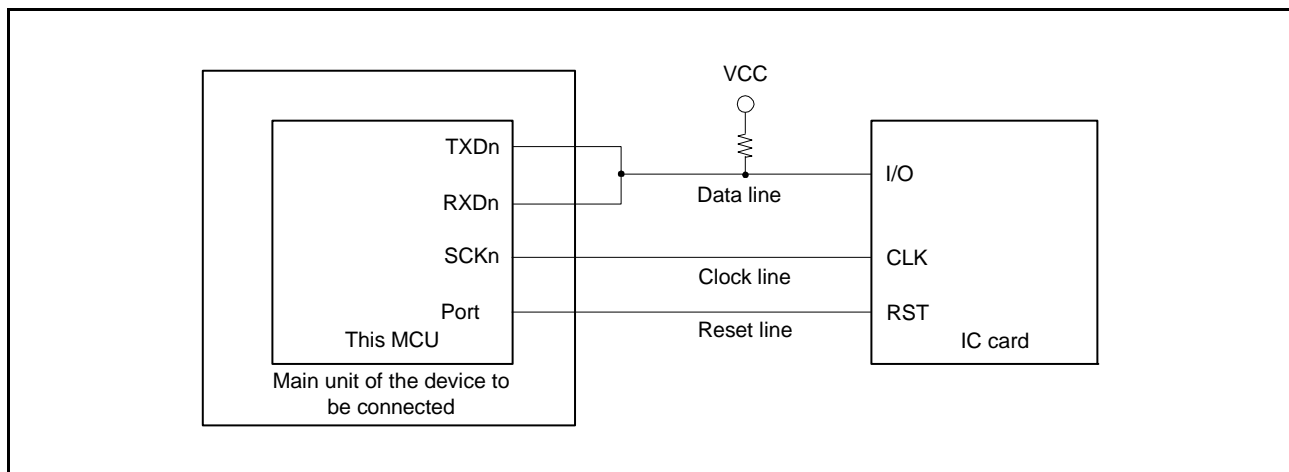 VCC
TXDn
RXDn
SCKn
Port
This MCU
Main unit of the device to
be connected
Data line
Clock line
Reset line
I/O
CLK
RST
IC card